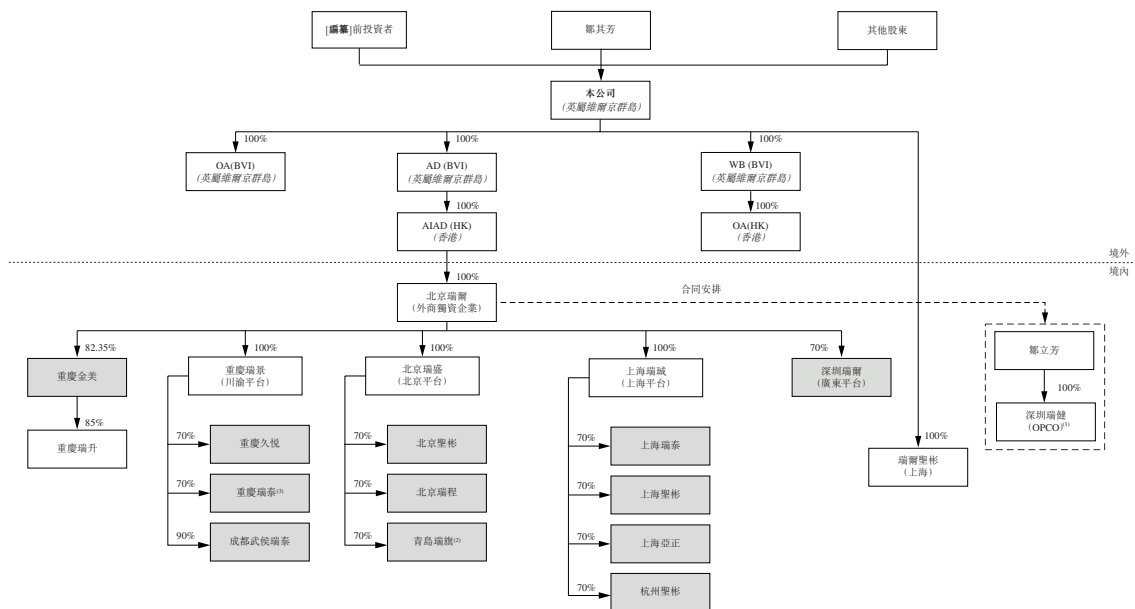 [編纂]前投資者
鄒其芳
其他股東
本公司
(英屬維爾京群島)
100%
100%
100%
OA(BVI)
(英屬維爾京群島)
AD (BVI)
(英屬維爾京群島)
WB (BVI)
(英屬維爾京群島)
100%
100%
AIAD (HK)
(香港)
OA(HK)
(香港)
境外
境內
100%
北京瑞爾
(外商獨資企業)
合同安排
82.35%
100%
100%
100%
70%
鄒立芳
重慶金美
重慶瑞景
(川渝平台)
北京瑞盛
(北京平台)
上海瑞城
(上海平台)
深圳瑞爾
(廣東平台)
100%
85%
深圳瑞健
(OPCO)(1)
重慶瑞升
70%
重慶久悦
70%
北京聖彬
70%
上海瑞泰
100%
瑞爾聖彬
(上海)
70%
重慶瑞泰(3)
70%
北京瑞程
70%
上海聖彬
90%
成都武侯瑞泰
70%
青島瑞旗(2)
70%
上海亞正
70%
杭州聖彬